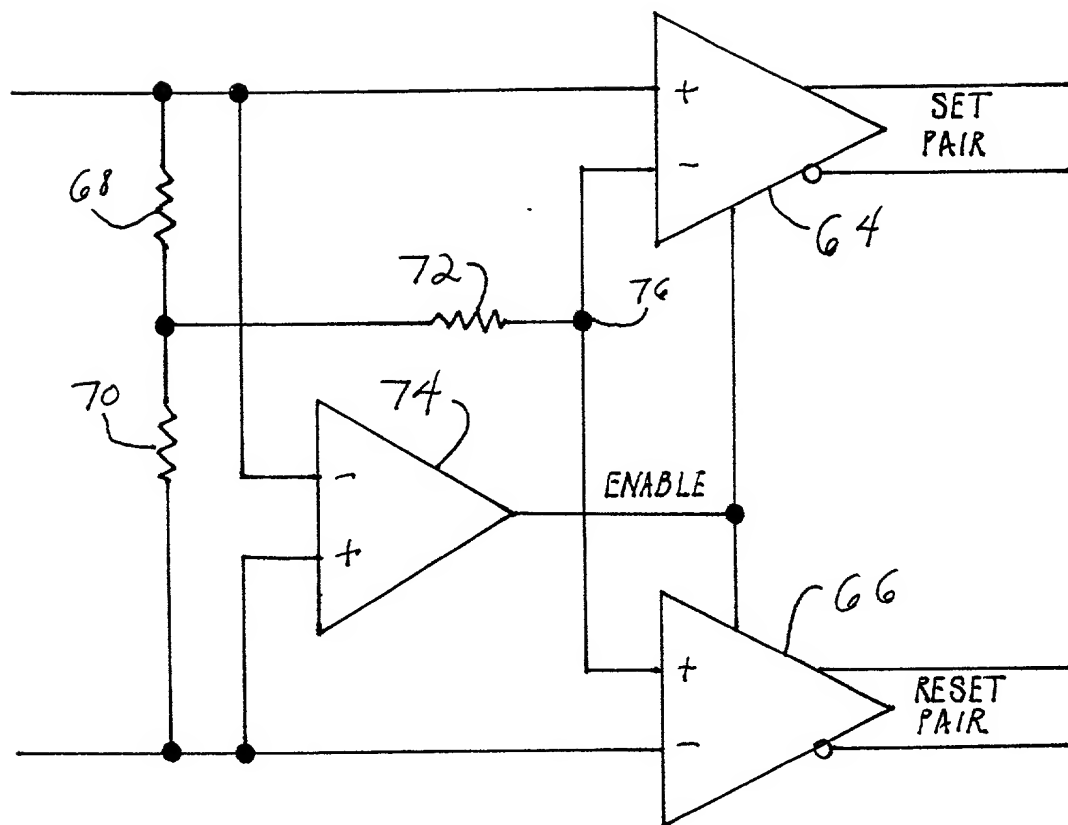 +
-
SET
PAIR
64
68
72
76
70
74
-
+
ENABLE
66
+
-
RESET
PAIR